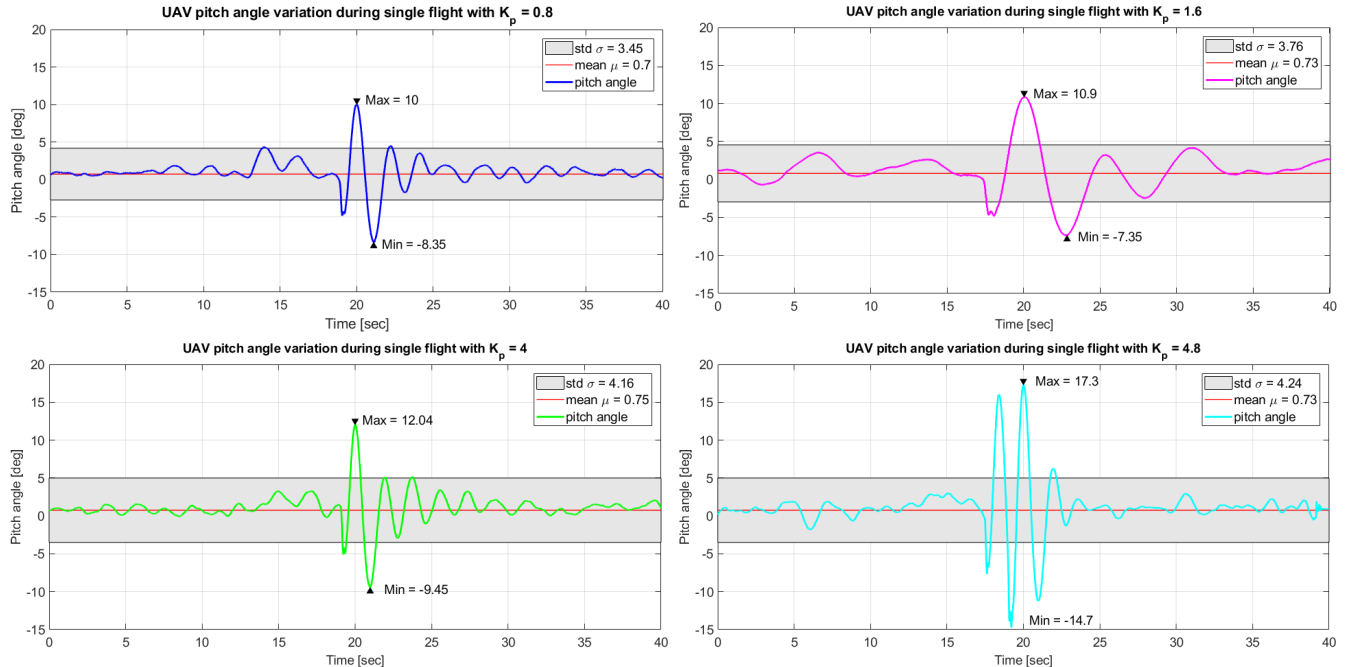 UAV pitch angle variation during single flight with Kp = 0.8
20
15
10
5
0
-5
-10
-15
Pitch angle [deg]
std σ = 3.45
mean μ = 0.7
pitch angle
Max = 10
Min = -8.35
0 5 10 15 20 25 30 35 40
Time [sec]
UAV pitch angle variation during single flight with Kp = 1.6
20
15
10
5
0
-5
-10
-15
Pitch angle [deg]
std σ = 3.76
mean μ = 0.73
pitch angle
Max = 10.9
Min = -7.35
0 5 10 15 20 25 30 35 40
Time [sec]
UAV pitch angle variation during single flight with Kp = 4
20
15
10
5
0
-5
-10
-15
Pitch angle [deg]
std σ = 4.16
mean μ = 0.75
pitch angle
Max = 12.04
Min = -9.45
0 5 10 15 20 25 30 35 40
Time [sec]
UAV pitch angle variation during single flight with Kp = 4.8
20
15
10
5
0
-5
-10
-15
Pitch angle [deg]
std σ = 4.24
mean μ = 0.73
pitch angle
Max = 17.3
Min = -14.7
0 5 10 15 20 25 30 35 40
Time [sec]